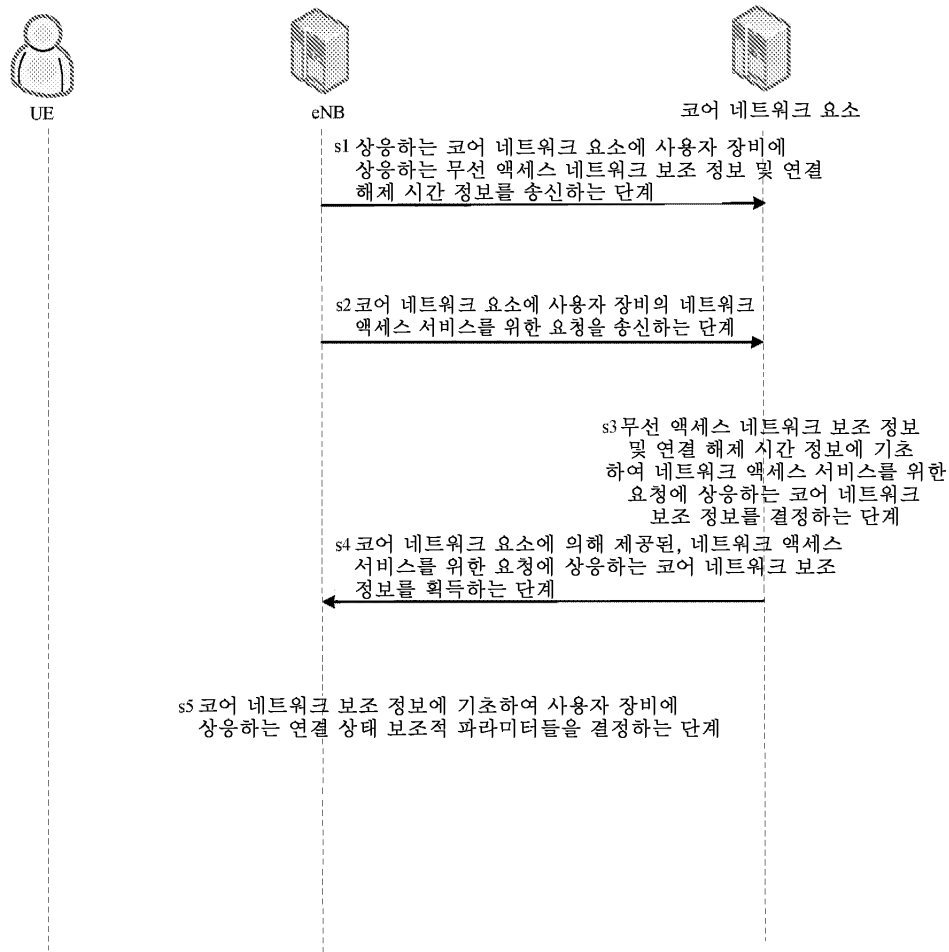 UE
eNB
코어 네트워크 요소
s1 상응하는 코어 네트워크 요소에 사용자 장비에
상응하는 무선 액세스 네트워크 보조 정보 및 연결
해제 시간 정보를 송신하는 단계
s2 코어 네트워크 요소에 사용자 장비의 네트워크
액세스 서비스를 위한 요청을 송신하는 단계
s3 무선 액세스 네트워크 보조 정보
및 연결 해제 시간 정보에 기초
하여 네트워크 액세스 서비스를 위한
요청에 상응하는 코어 네트워크
보조 정보를 결정하는 단계
s4 코어 네트워크 요소에 의해 제공된, 네트워크 액세스
서비스를 위한 요청에 상응하는 코어 네트워크 보조
정보를 획득하는 단계
s5 코어 네트워크 보조 정보에 기초하여 사용자 장비에
상응하는 연결 상태 보조적 파라미터들을 결정하는 단계